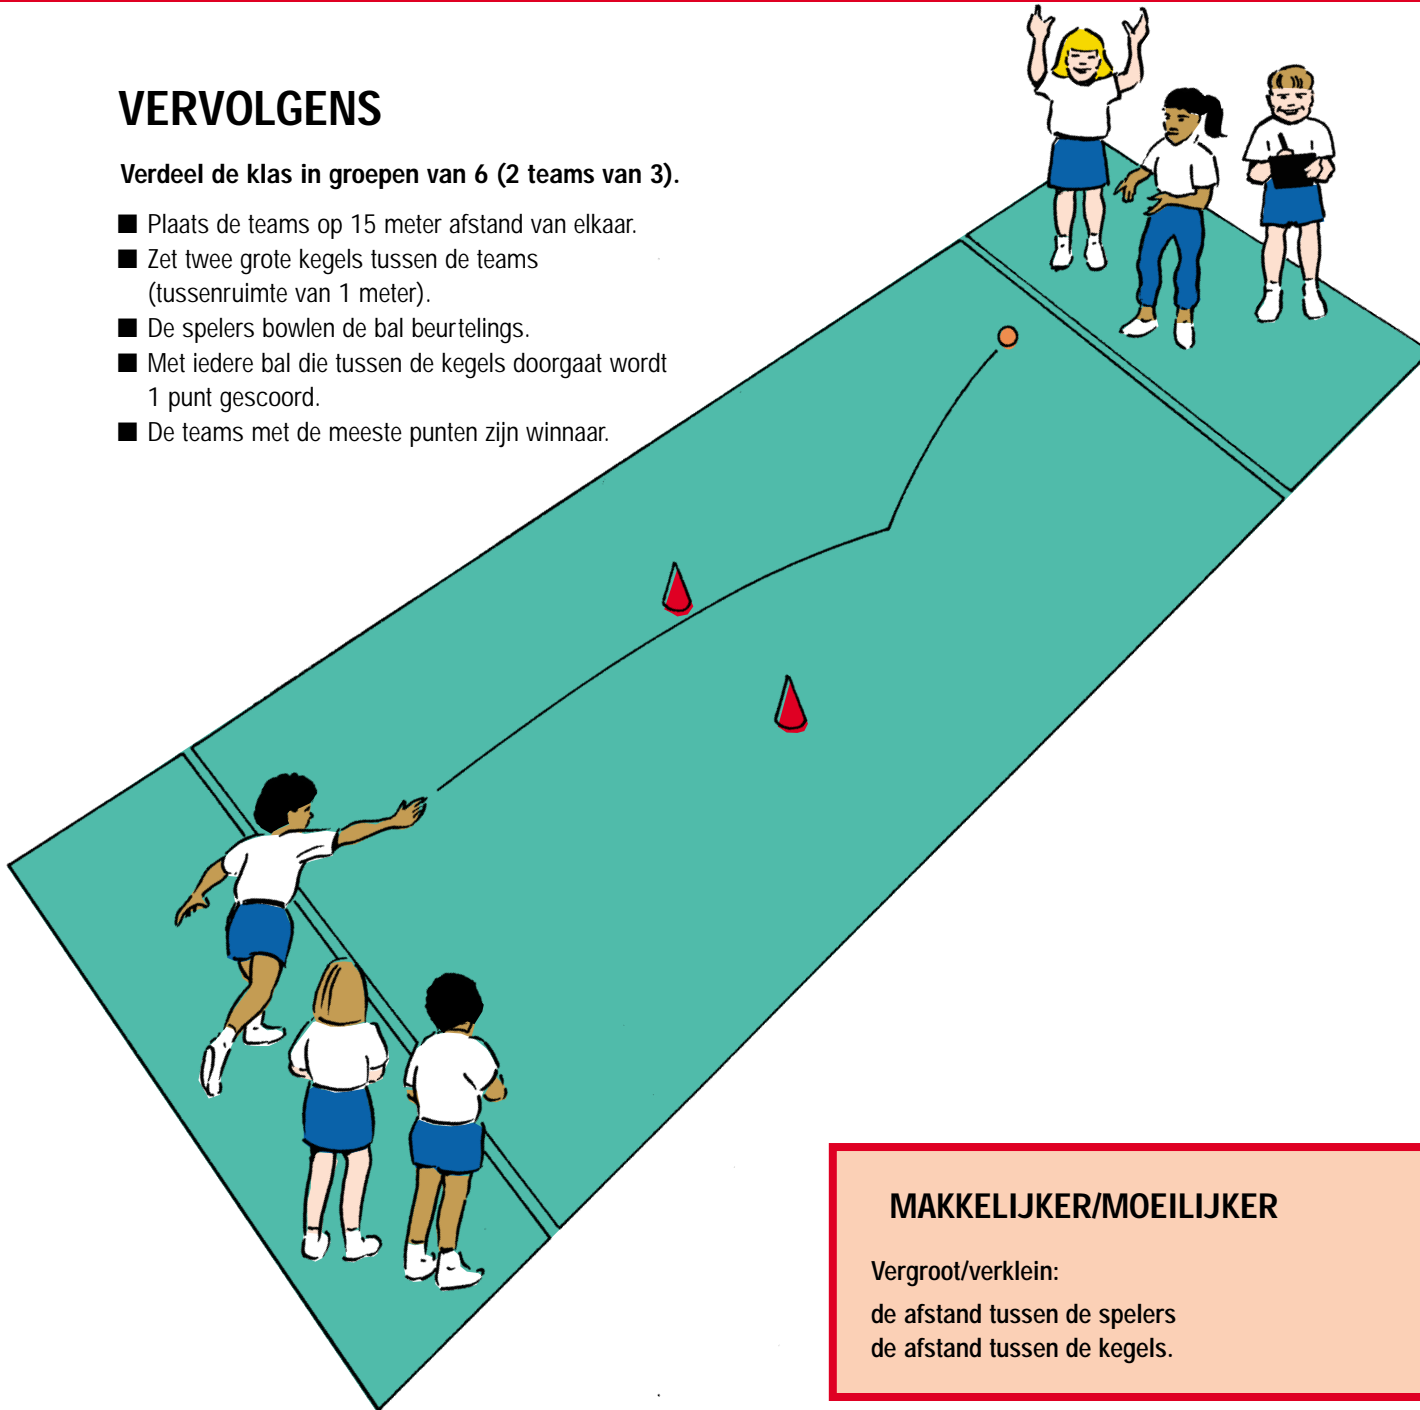 VERVOLGENS
Verdeel de klas in groepen van 6 (2 teams van 3).
■ Plaats de teams op 15 meter afstand van elkaar.
■ Zet twee grote kegels tussen de teams
(tussenruimte van 1 meter).
■ De spelers bowlen de bal beurtelings.
■ Met iedere bal die tussen de kegels doorgaat wordt
1 punt gescoord.
■ De teams met de meeste punten zijn winnaar.
MAKKELIJKER/MOEILIJKER
Vergroot/verklein:
de afstand tussen de spelers
de afstand tussen de kegels.